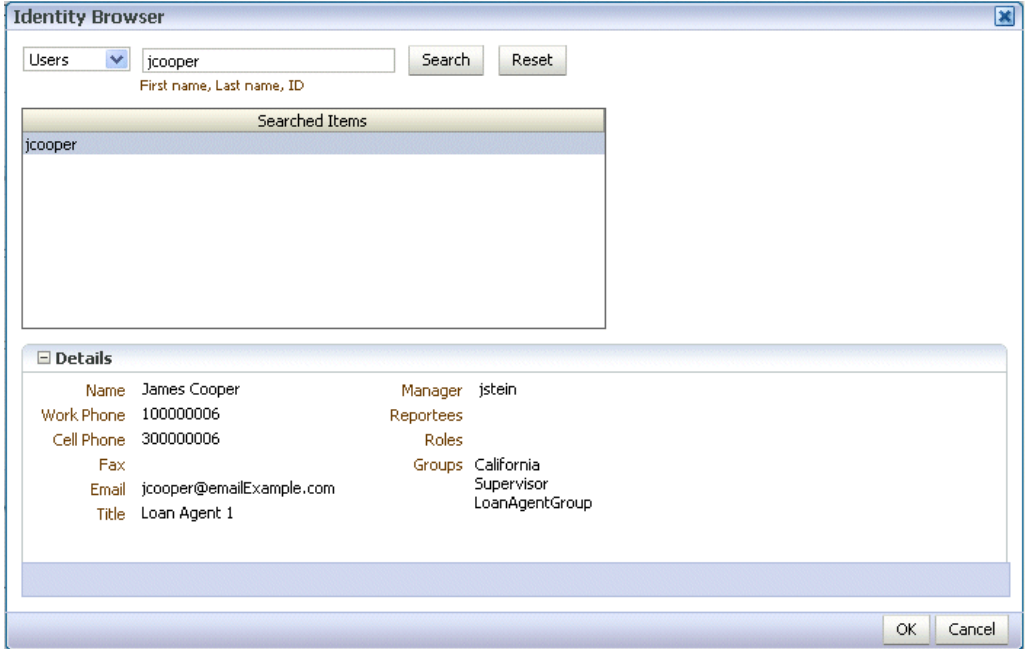 Identity Browser
Users jcooper Search Reset
First name, Last name, ID
Searched Items
jcooper
Details
Name James Cooper Manager jstein
Work Phone 100000006 Reportees
Cell Phone 300000006 Roles
Fax Groups California
Supervisor
Email jcooper@emailExample.com
LoanAgentGroup
Title Loan Agent 1
OK Cancel